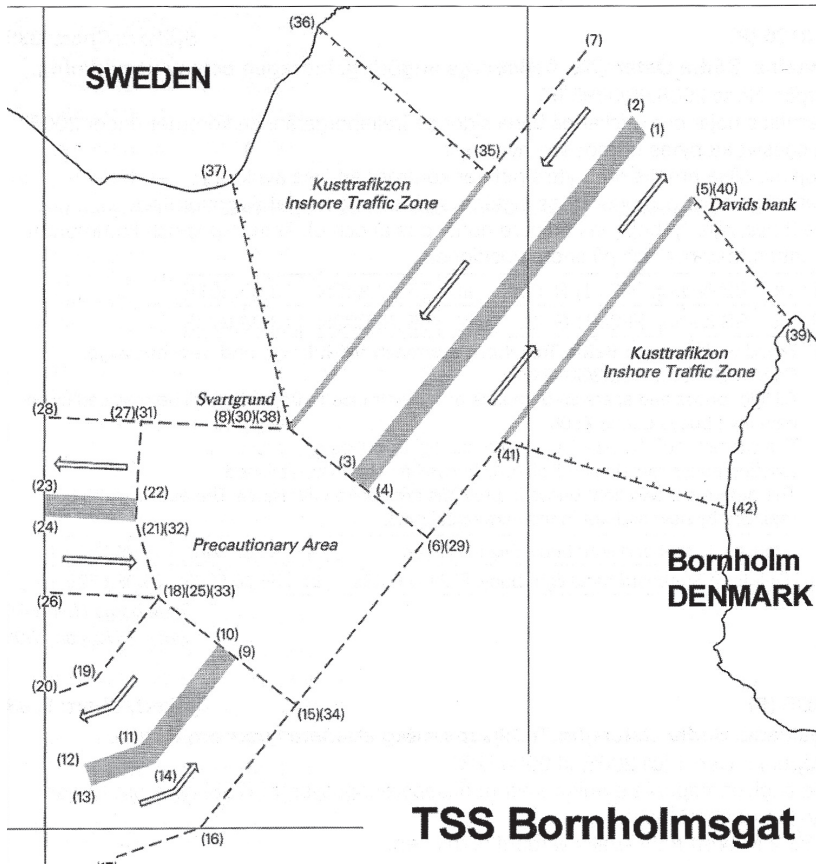 (36)
(7)
SWEDEN
(2)
(1)
(35)
(37)
Kusttrafikzon
Inshore Traffic Zone
(5)(40)
Davids bank
(39)
Kusttrafikzon
Inshore Traffic Zone
Svartgrund
(28)
(27)(31)
(8)(30)(38)
(41)
(3)
(4)
(23)
(22)
(24)
(21)(32)
(42)
Precautionary Area
(6)(29)
Bornholm
DENMARK
(26)
(18)(25)(33)
(10)
(9)
(19)
(20)
(15)(34)
(11)
(12)
(14)
(13)
(16)
TSS Bornholmsgat